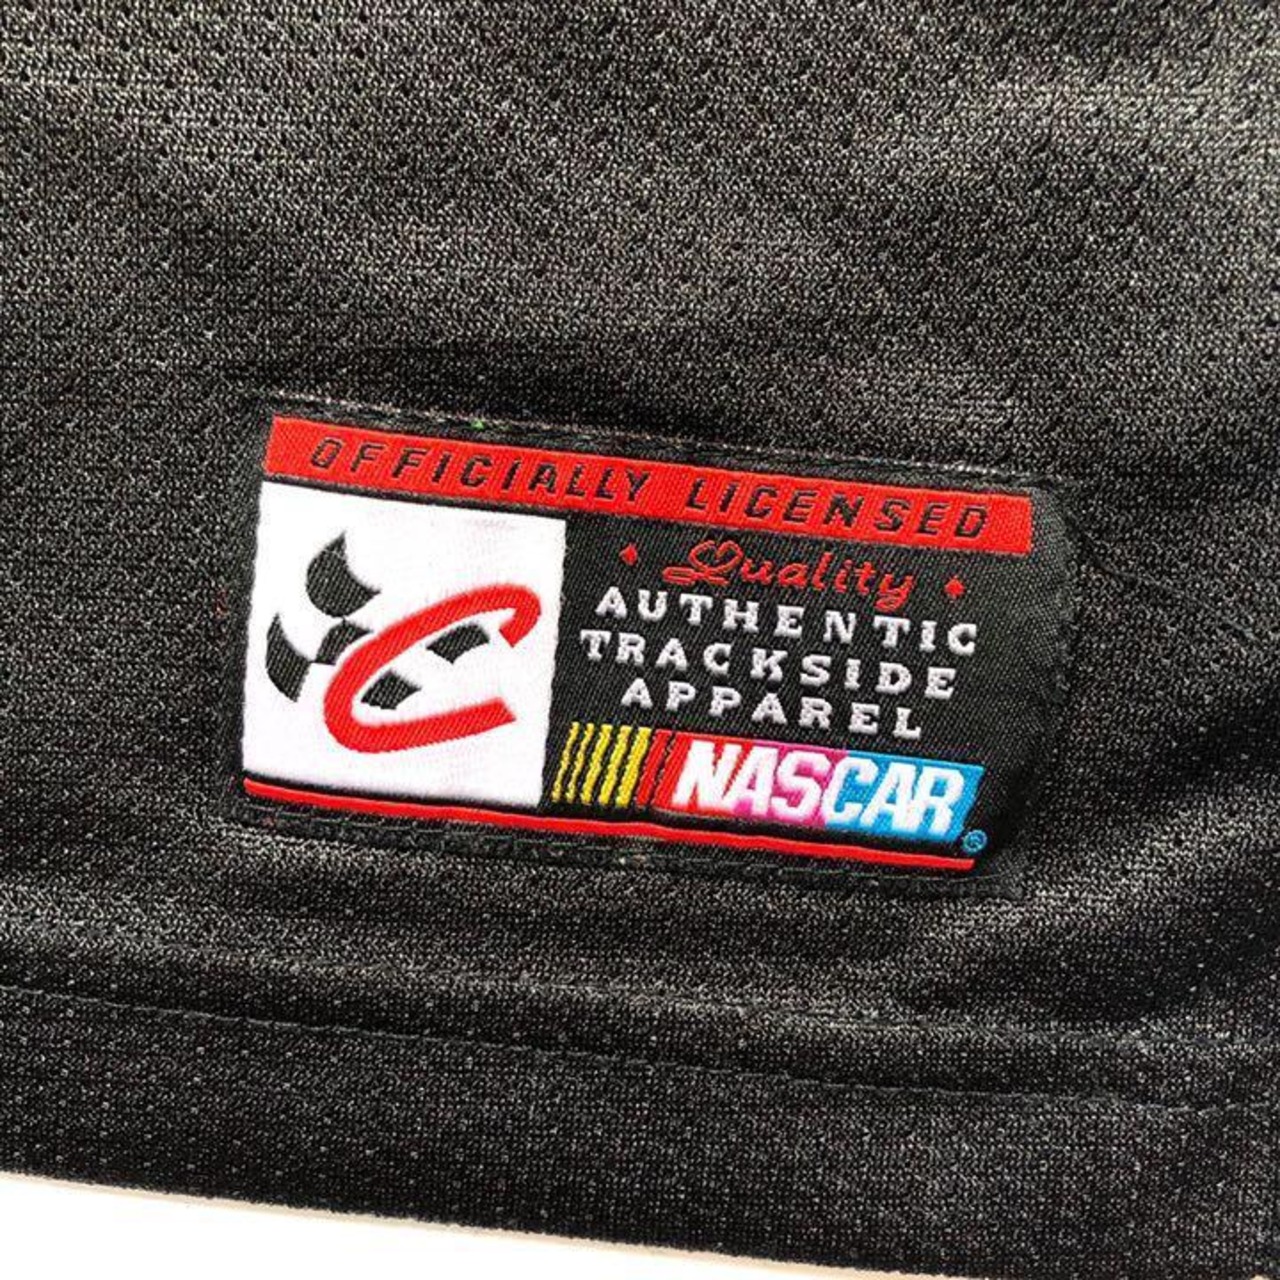 OFFICIALLY LICENSED
Quality
AUTHENTIC
TRACKSIDE
APPAREL
C
NASCAR®